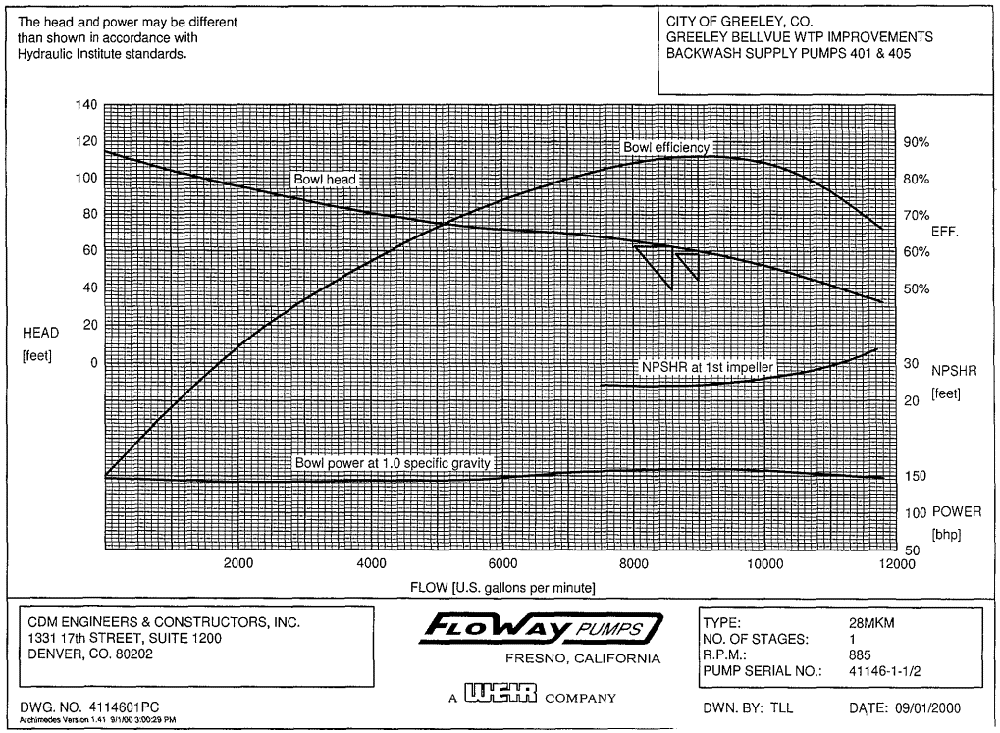 The head and power may be different
than shown in accordance with
Hydraulic Institute standards.
CITY OF GREELEY, CO.
GREELEY BELLVUE WTP IMPROVEMENTS
BACKWASH SUPPLY PUMPS 401 & 405
140
120
100
80
60
40
20
0
HEAD
[feet]
Bowl head
Bowl efficiency
90%
80%
70%
EFF.
60%
50%
NPSHR at 1st impeller
30
NPSHR
20
[feet]
Bowl power at 1.0 specific gravity
150
100
POWER
[bhp]
50
2000
4000
6000
8000
10000
12000
FLOW [U.S. gallons per minute]
CDM ENGINEERS & CONSTRUCTORS, INC.
1331 17th STREET, SUITE 1200
DENVER, CO. 80202
FLOWAY PUMPS
FRESNO, CALIFORNIA
A WEIR COMPANY
TYPE: 28MKM
NO. OF STAGES: 1
R.P.M.: 885
PUMP SERIAL NO.: 41146-1-1/2
DWG. NO. 4114601PC
Archimedes Version 1.41 9/1/00 3:00:29 PM
DWN. BY: TLL DATE: 09/01/2000